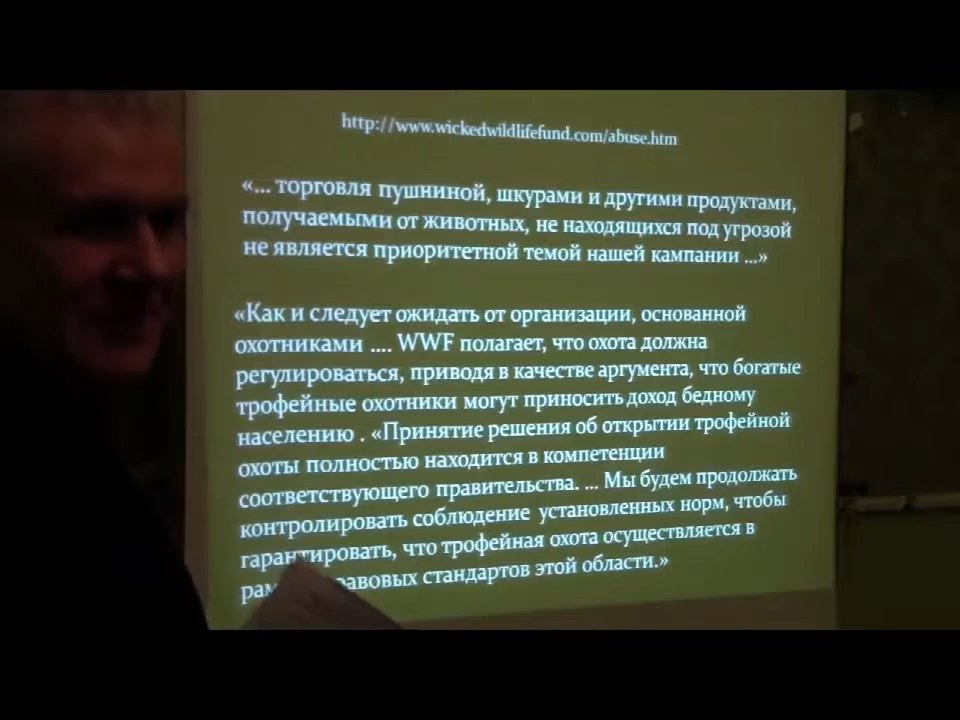 http://www.wickedwildlifefund.com/abuse.htm
«... торговля пушниной, шкурами и другими продуктами,
получаемыми от животных, не находящихся под угрозой
не является приоритетной темой нашей кампании ...»
«Как и следует ожидать от организации, основанной
охотниками .... WWF полагает, что охота должна
регулироваться, приводя в качестве аргумента, что богатые
трофейные охотники могут приносить доход бедному
населению . «Принятие решения об открытии трофейной
охоты полностью находится в компетенции
соответствующего правительства. ... Мы будем продолжать
контролировать соблюдение установленных норм, чтобы
гарантировать, что трофейная охота осуществляется в
стандартов этой области.»